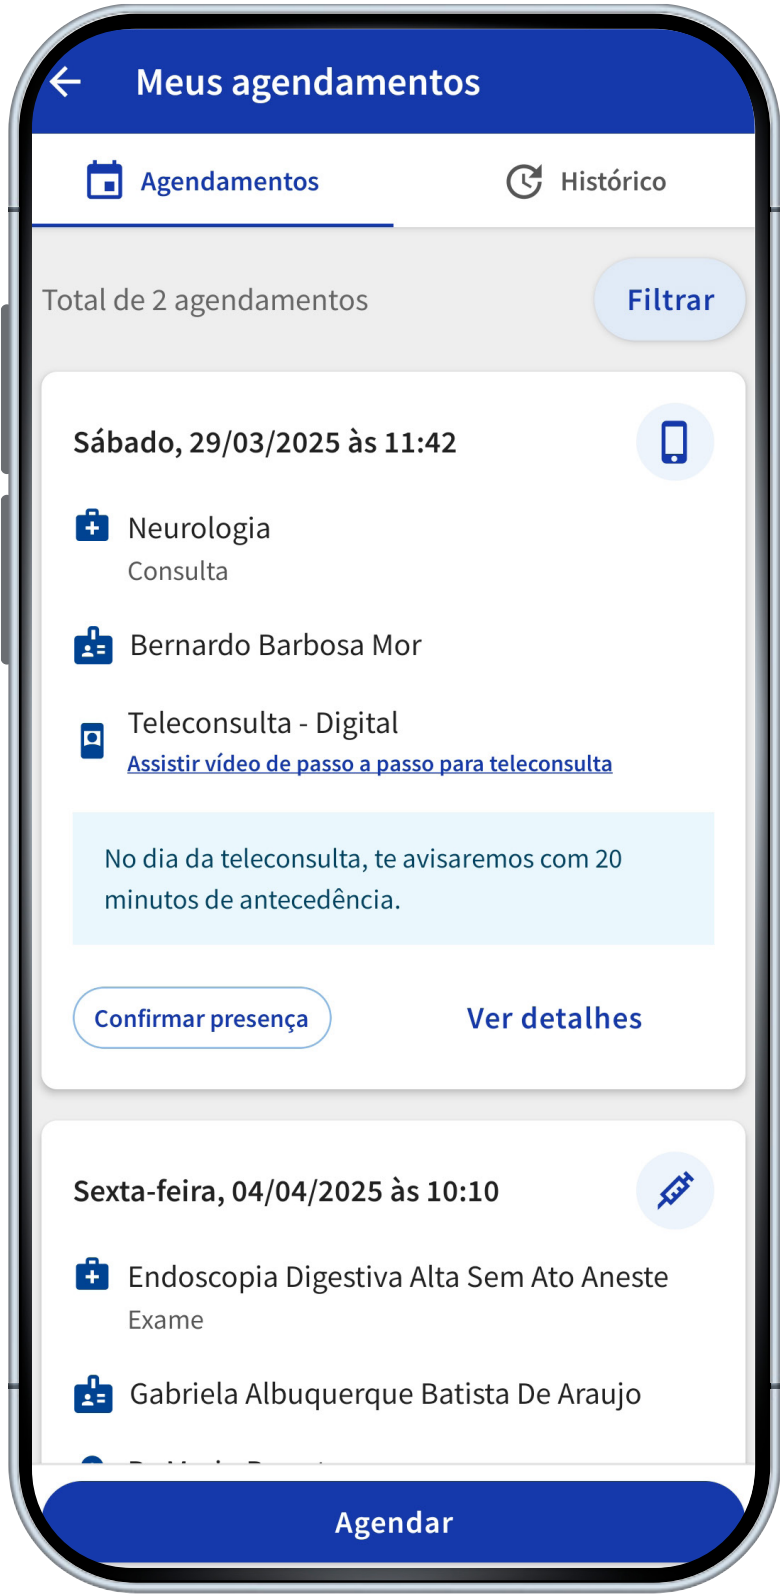 Meus agendamentos
Agendamentos
Histórico
Total de 2 agendamentos
Filtrar
Sábado, 29/03/2025 às 11:42
Neurologia
Consulta
Bernardo Barbosa Mor
Teleconsulta - Digital
Assistir vídeo de passo a passo para teleconsulta
No dia da teleconsulta, te avisaremos com 20
minutos de antecedência.
Confirmar presença
Ver detalhes
Sexta-feira, 04/04/2025 às 10:10
Endoscopia Digestiva Alta Sem Ato Aneste
Exame
Gabriela Albuquerque Batista De Araujo
Agendar